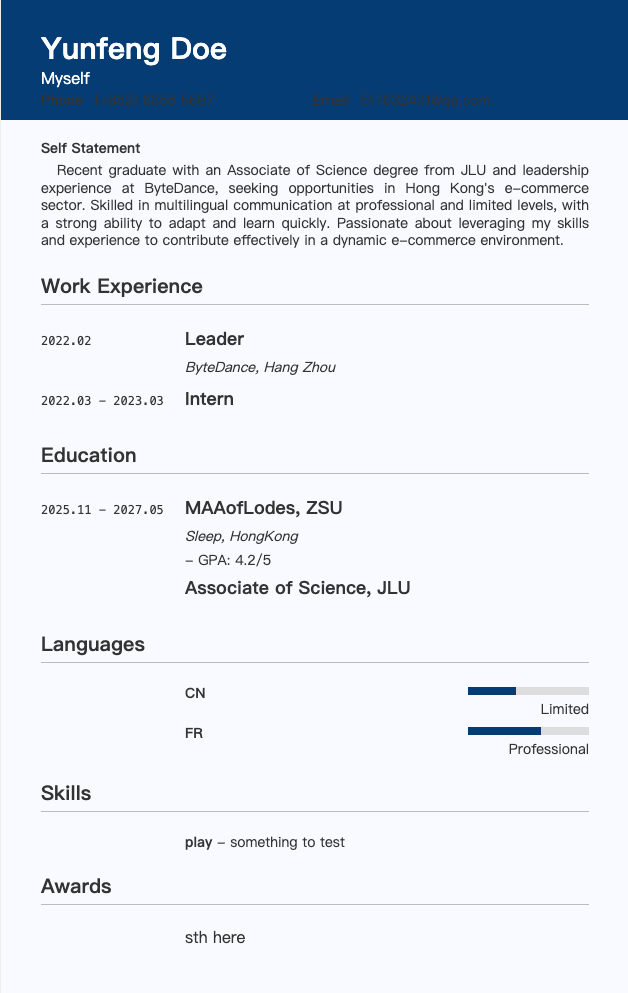 Yunfeng Doe
Myself
Phone
Email
Self Statement
Recent graduate with an Associate of Science degree from JLU and leadership
experience at ByteDance, seeking opportunities in Hong Kong's e-commerce
sector. Skilled in multilingual communication at professional and limited levels, with
a strong ability to adapt and learn quickly. Passionate about leveraging my skills
and experience to contribute effectively in a dynamic e-commerce environment.
Work Experience
2022.02 Leader
ByteDance, Hang Zhou
2022.03 - 2023.03 Intern
Education
2025.11 - 2027.05 MAAofLodes, ZSU
Sleep, HongKong
- GPA: 4.2/5
Associate of Science, JLU
Languages
CN
Limited
FR
Professional
Skills
play - something to test
Awards
sth here